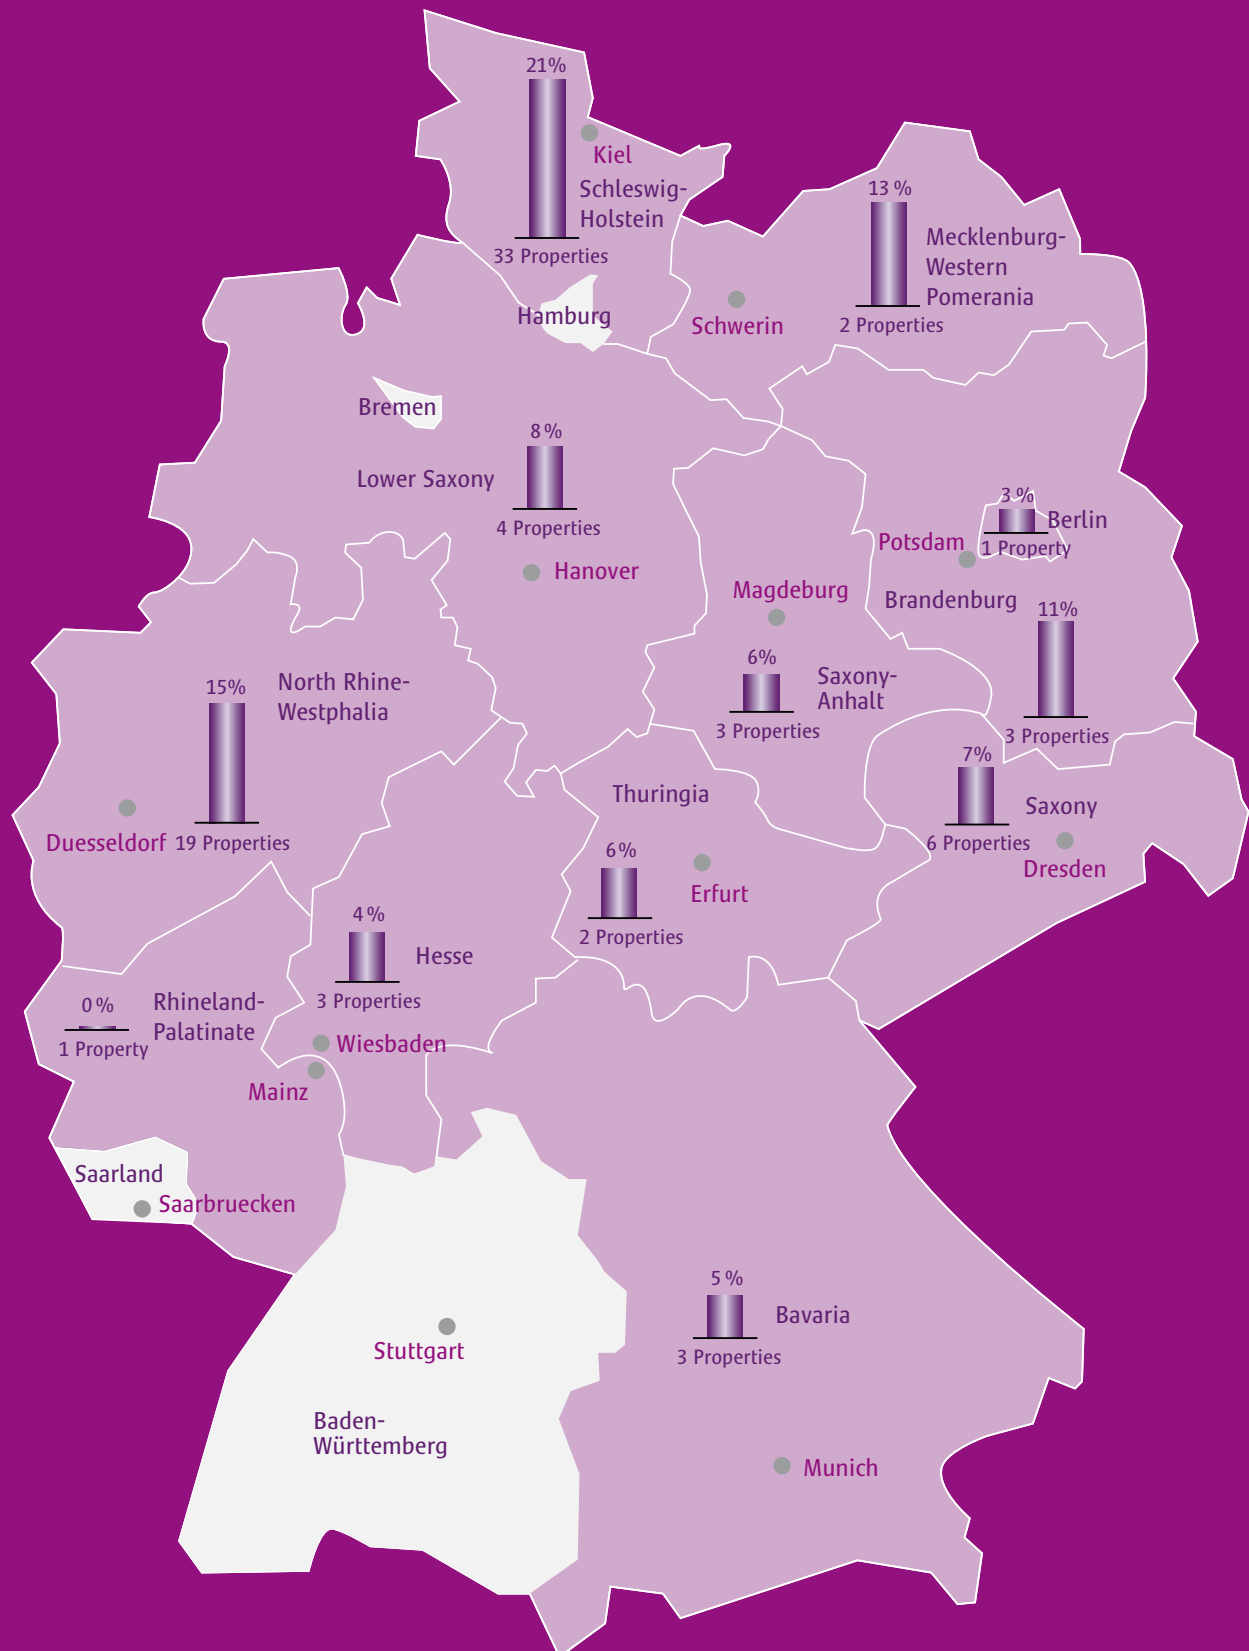 21%
Kiel
Schleswig-
Holstein
33 Properties
13 %
Mecklenburg-
Western
Pomerania
2 Properties
Schwerin
Hamburg
Bremen
8 %
Lower Saxony
4 Properties
Hanover
3 %
Berlin
1 Property
Potsdam
Brandenburg
11%
3 Properties
Magdeburg
6%
Saxony-
Anhalt
3 Properties
15%
North Rhine-
Westphalia
Duesseldorf
19 Properties
7%
Saxony
6 Properties
Dresden
Thuringia
6%
Erfurt
2 Properties
4 %
Hesse
3 Properties
0 %
Rhineland-
Palatinate
1 Property
Wiesbaden
Mainz
Saarland
Saarbruecken
5 %
Bavaria
3 Properties
Stuttgart
Baden-
Württemberg
Munich